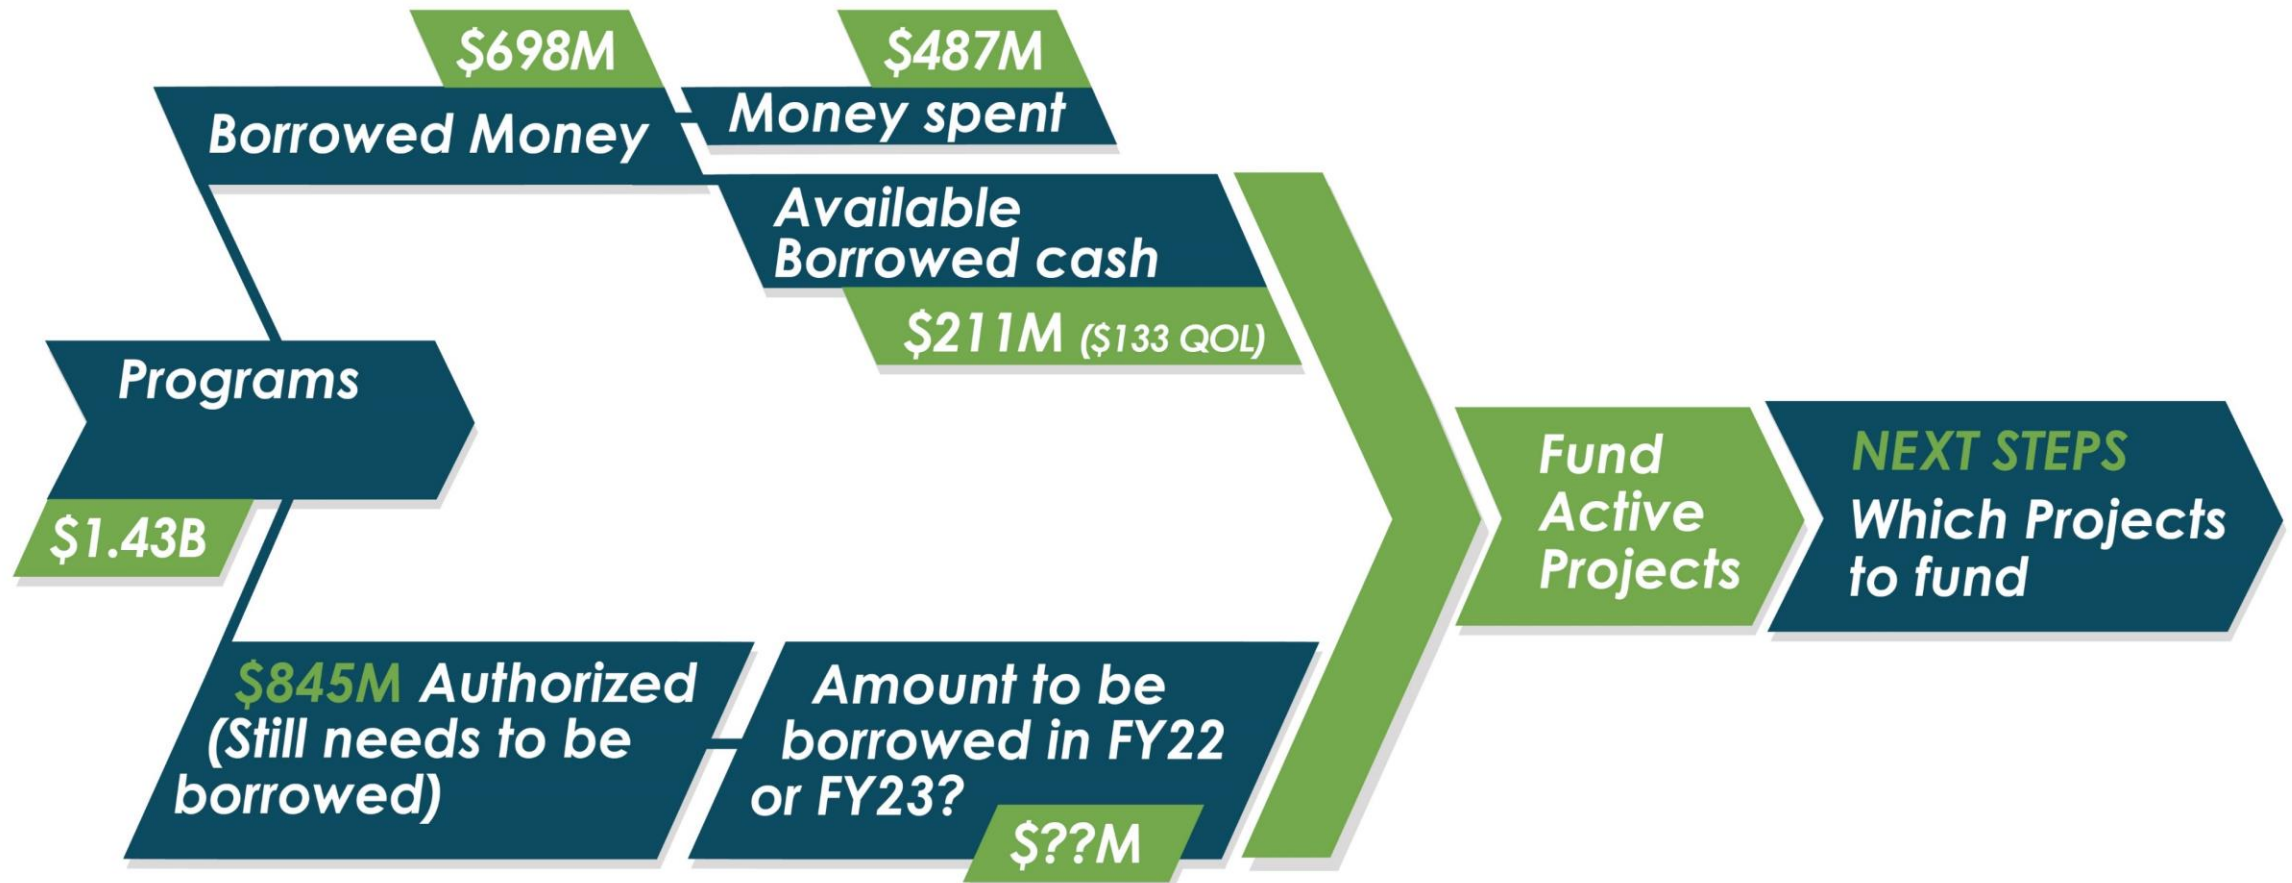 $698M
Borrowed Money
$487M
Money spent
Available
Borrowed cash
$211M ($133 QOL)
Programs
$1.43B
$845M Authorized
(Still needs to be
borrowed)
Amount to be
borrowed in FY22
or FY23?
$??M
Fund
Active
Projects
NEXT STEPS
Which Projects
to fund